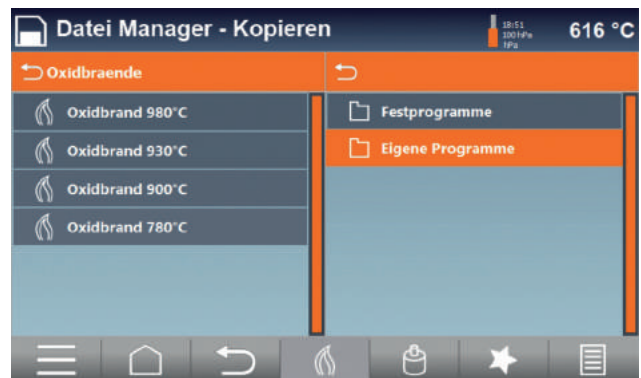 Datei Manager - Kopieren
18:51
100 hPa
hPa
616 °C
Oxidbraende
Oxidbrand 980°C
Oxidbrand 930°C
Oxidbrand 900°C
Oxidbrand 780°C
Festprogramme
Eigene Programme